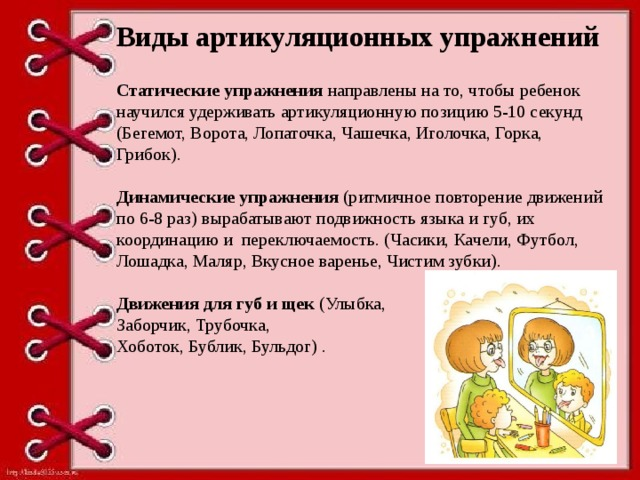 Виды артикуляционных упражнений
Статические упражнения направлены на то, чтобы ребенок
научился удерживать артикуляционную позицию 5-10 секунд
(Бегемот, Ворота, Лопаточка, Чашечка, Иголочка, Горка,
Грибок).
Динамические упражнения (ритмичное повторение движений
по 6-8 раз) вырабатывают подвижность языка и губ, их
координацию и переключаемость. (Часики, Качели, Футбол,
Лошадка, Маляр, Вкусное варенье, Чистим зубки).
Движения для губ и щек (Улыбка,
Заборчик, Трубочка,
Хоботок, Бублик, Бульдог) .